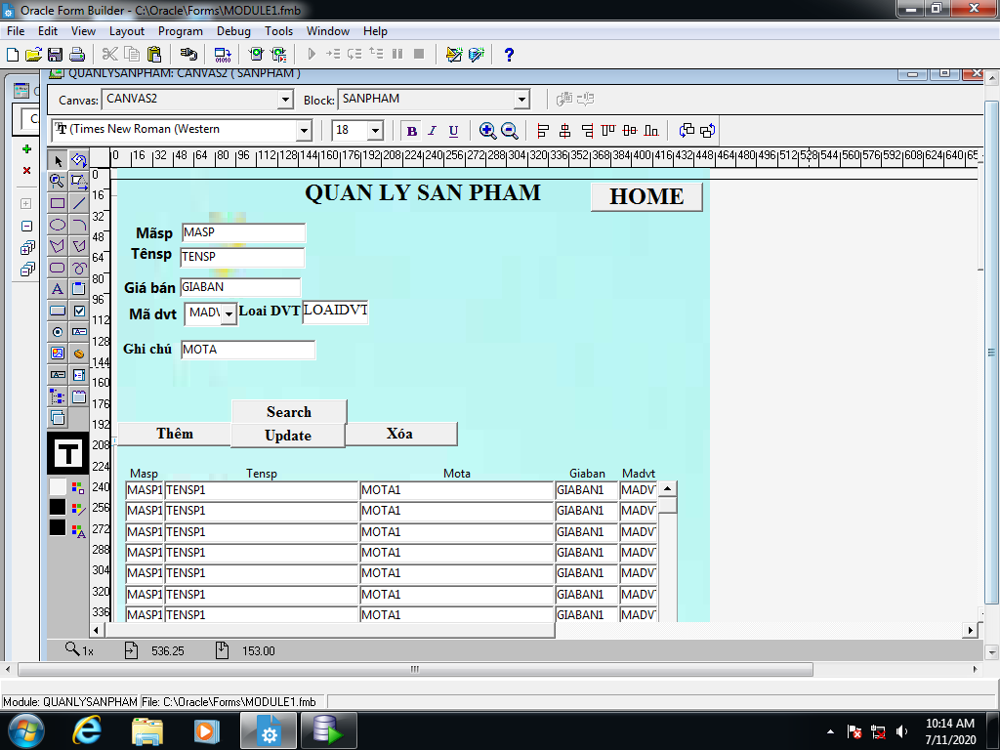 Oracle Form Builder - C:\Oracle\Forms\MODULE1.fmb
File Edit View Layout Program Debug Tools Window Help
QUANLYSANPHAM: CANVAS2 ( SANPHAM )
Canvas: CANVAS2 Block: SANPHAM
(Times New Roman (Western 18 B I U
0 16 32 48 64 80 96 112 128 144 160 176 192 208 224 240 256 272 288 304 320 336 352 368 384 400 416 432 448 464 480 496 512 528 544 560 576 592 608 624 640
0
16
32
48
64
80
96
112
128
144
160
176
192
208
224
240
256
272
288
304
320
336
QUAN LY SAN PHAM HOME
Mãsp MASP
Tênsp TENSP
Giá bán GIABAN
Mã dvt MADV Loai DVT LOAIDVT
Ghi chú MOTA
Search
Thêm Update Xóa
Masp Tensp Mota Giaban Madvt
MASP1 TENSP1 MOTA1 GIABAN1 MADV
MASP1 TENSP1 MOTA1 GIABAN1 MADV
MASP1 TENSP1 MOTA1 GIABAN1 MADV
MASP1 TENSP1 MOTA1 GIABAN1 MADV
MASP1 TENSP1 MOTA1 GIABAN1 MADV
MASP1 TENSP1 MOTA1 GIABAN1 MADV
MASP1 TENSP1 MOTA1 GIABAN1 MADV
1x 536.25 153.00
Module: QUANLYSANPHAM File: C:\Oracle\Forms\MODULE1.fmb
10:14 AM
7/11/2020